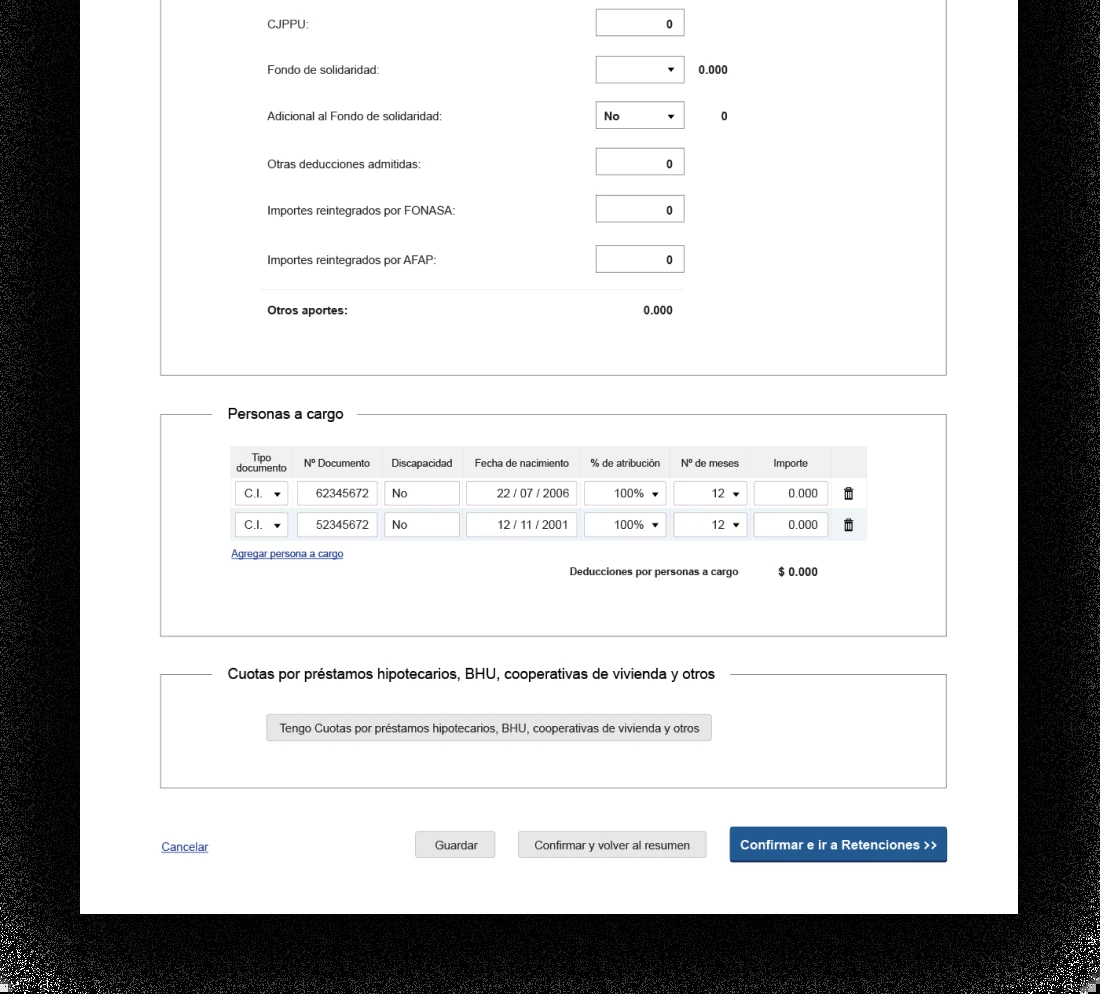 CJPPU: 0
Fondo de solidaridad: 0.000
Adicional al Fondo de solidaridad: No 0
Otras deducciones admitidas: 0
Importes reintegrados por FONASA: 0
Importes reintegrados por AFAP: 0
Otros aportes: 0.000
Personas a cargo
Tipo documento Nº Documento Discapacidad Fecha de nacimiento % de atribución Nº de meses Importe
C.I. 62345672 No 22 / 07 / 2006 100% 12 0.000
C.I. 52345672 No 12 / 11 / 2001 100% 12 0.000
Agregar persona a cargo
Deducciones por personas a cargo $ 0.000
Cuotas por préstamos hipotecarios, BHU, cooperativas de vivienda y otros
Tengo Cuotas por préstamos hipotecarios, BHU, cooperativas de vivienda y otros
Cancelar Guardar Confirmar y volver al resumen Confirmar e ir a Retenciones >>